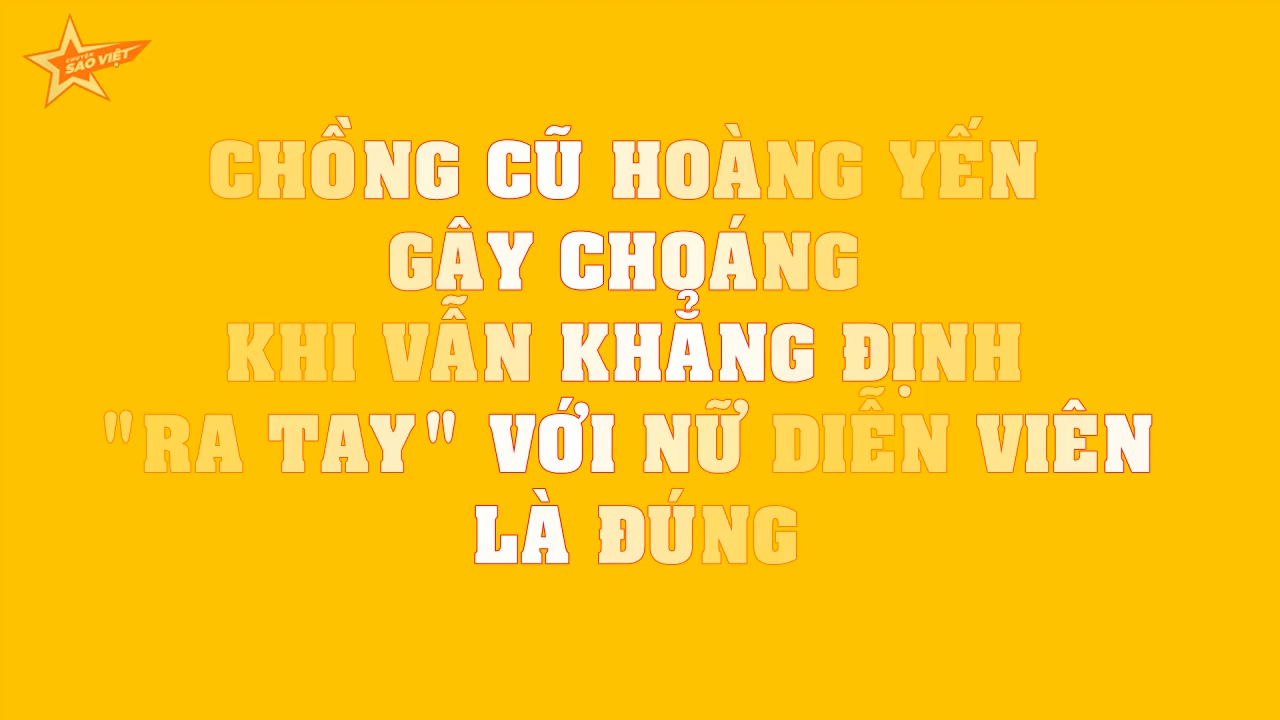 CHUYỆN
SAO VIỆT
CHỒNG CŨ HOÀNG YẾN
GÂY CHOÁNG
KHI VẪN KHẲNG ĐỊNH
"RA TAY" VỚI NỮ DIỄN VIÊN
LÀ ĐÚNG